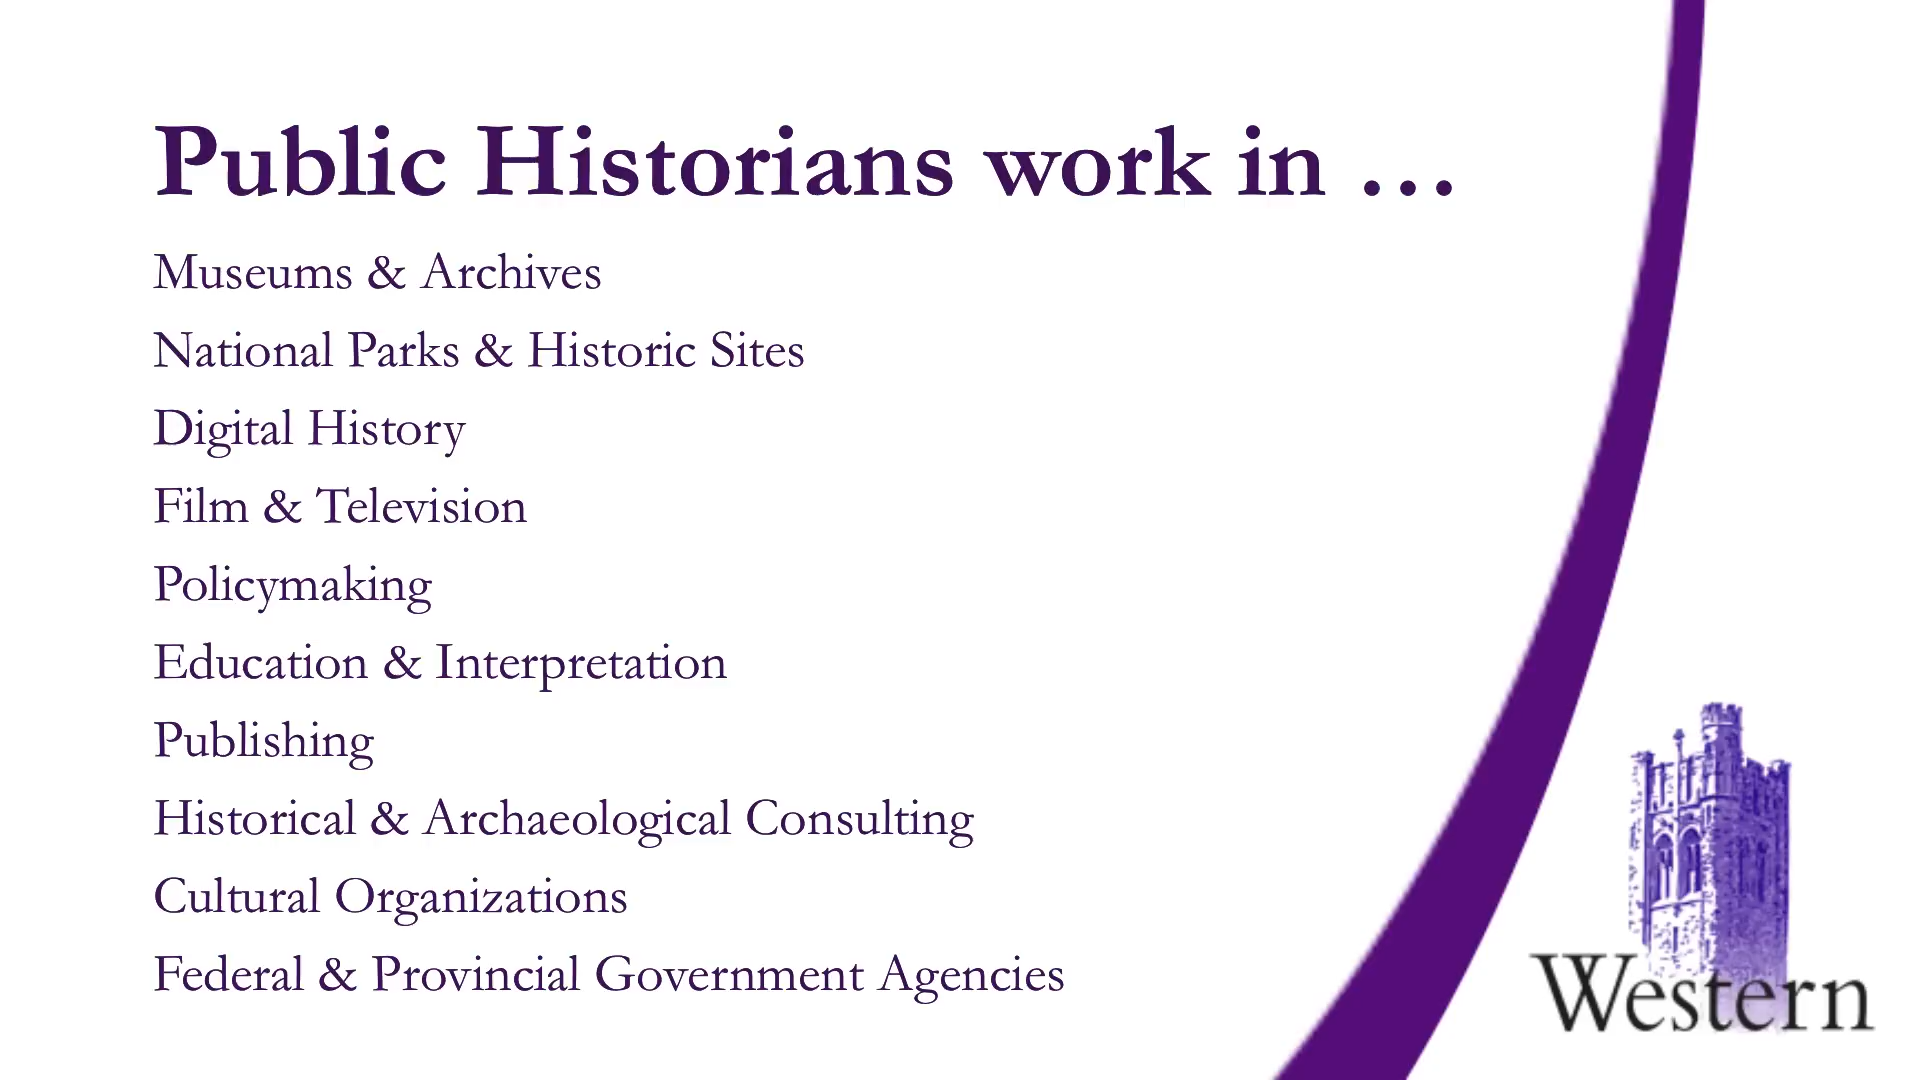 Public Historians work in …
Museums & Archives
National Parks & Historic Sites
Digital History
Film & Television
Policymaking
Education & Interpretation
Publishing
Historical & Archaeological Consulting
Cultural Organizations
Federal & Provincial Government Agencies
Western